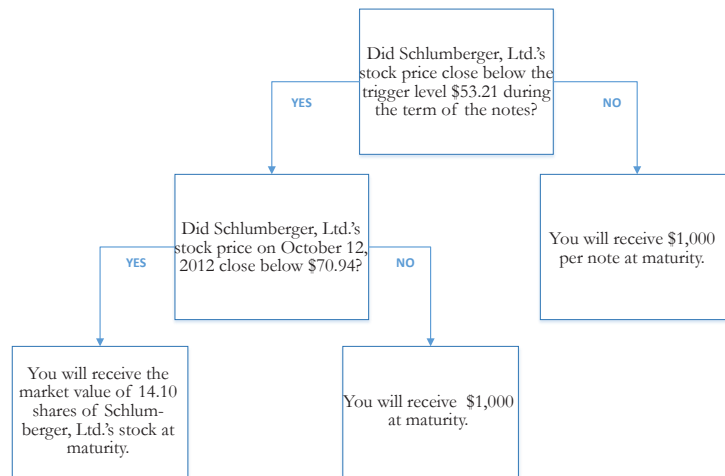 Did Schlumberger, Ltd.'s
stock price close below the
trigger level $53.21 during
the term of the notes?
YES
NO
Did Schlumberger, Ltd.'s
stock price on October 12,
2012 close below $70.94?
You will receive $1,000
per note at maturity.
YES
NO
You will receive the
market value of 14.10
shares of Schlum-
berger, Ltd.'s stock at
maturity.
You will receive $1,000
at maturity.